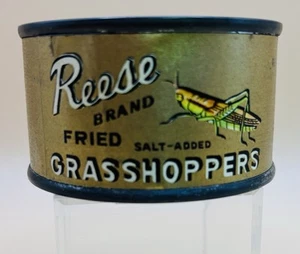 Reese
BRAND
FRIED SALT-ADDED
GRASSHOPPERS